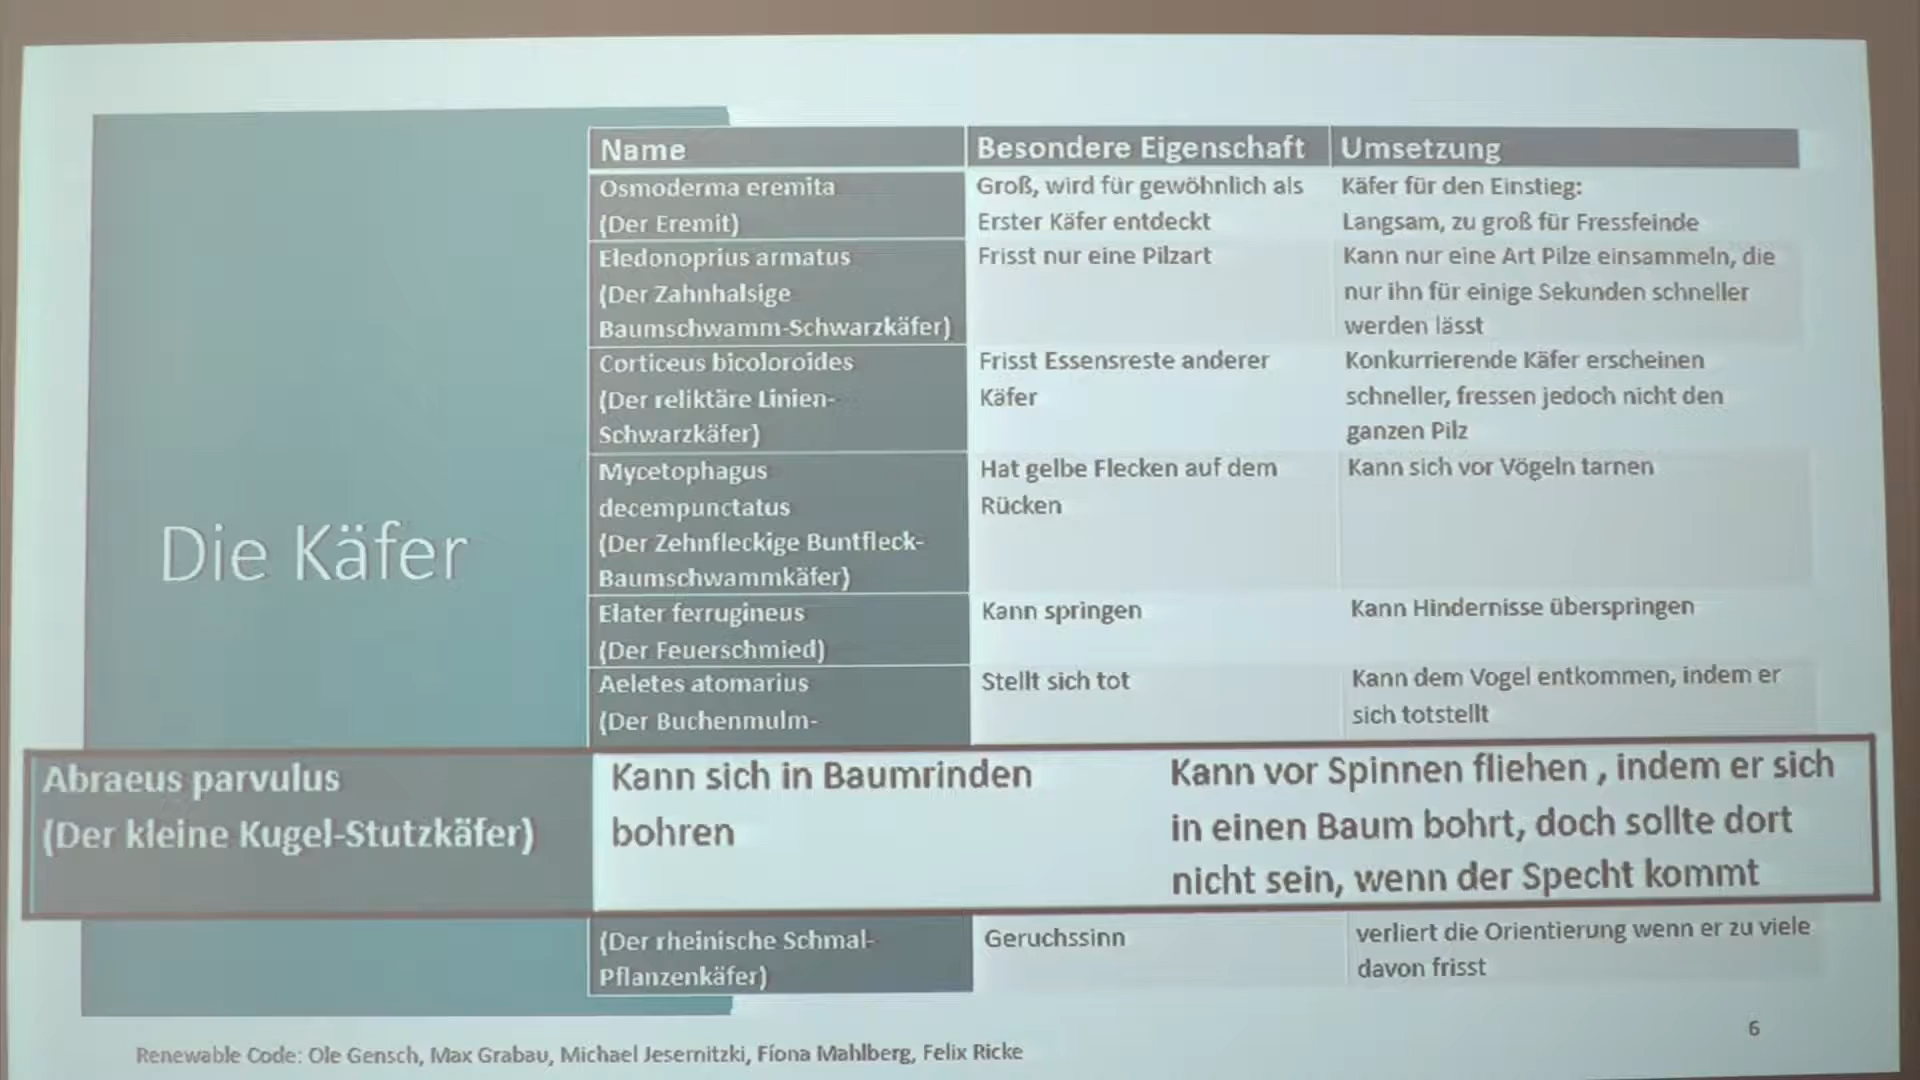 Die Käfer
Name
Besondere Eigenschaft
Umsetzung
Osmoderma eremita
(Der Eremit)
Groß, wird für gewöhnlich als
Erster Käfer entdeckt
Käfer für den Einstieg:
Langsam, zu groß für Fressfeinde
Eledonoprius armatus
(Der Zahnhalsige
Baumschwamm-Schwarzkäfer)
Frisst nur eine Pilzart
Kann nur eine Art Pilze einsammeln, die
nur ihn für einige Sekunden schneller
werden lässt
Corticeus bicoloroides
(Der reliktäre Linien-
Schwarzkäfer)
Frisst Essensreste anderer
Käfer
Konkurrierende Käfer erscheinen
schneller, fressen jedoch nicht den
ganzen Pilz
Mycetophagus
decempunctatus
(Der Zehnfleckige Buntfleck-
Baumschwammkäfer)
Hat gelbe Flecken auf dem
Rücken
Kann sich vor Vögeln tarnen
Elater ferrugineus
(Der Feuerschmied)
Kann springen
Kann Hindernisse überspringen
Aeletes atomarius
(Der Buchenmulm-
Stellt sich tot
Kann dem Vogel entkommen, indem er
sich totstellt
Abraeus parvulus
(Der kleine Kugel-Stutzkäfer)
Kann sich in Baumrinden
bohren
Kann vor Spinnen fliehen , indem er sich
in einen Baum bohrt, doch sollte dort
nicht sein, wenn der Specht kommt
(Der rheinische Schmal-
Pflanzenkäfer)
Geruchssinn
verliert die Orientierung wenn er zu viele
davon frisst
6
Renewable Code: Ole Gensch, Max Grabau, Michael Jesernitzki, Fíona Mahlberg, Felix Ricke